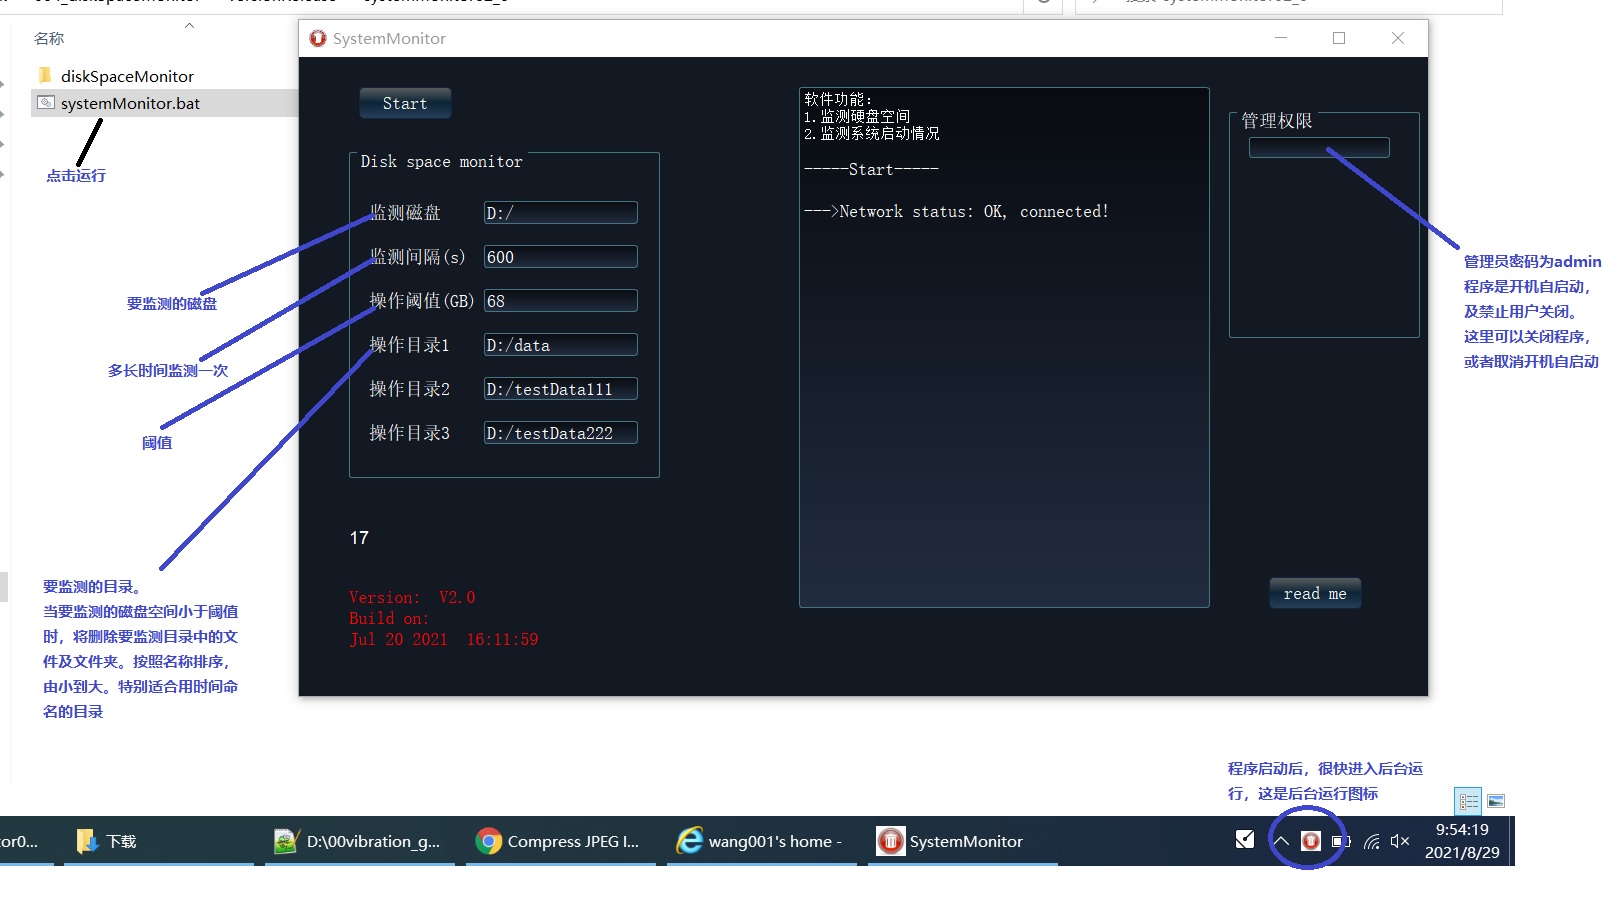 名称
diskSpaceMonitor
systemMonitor.bat
点击运行
SystemMonitor
Start
Disk space monitor
监测磁盘
D:/
监测间隔(s)
600
操作阈值(GB)
68
操作目录1
D:/data
操作目录2
D:/testData111
操作目录3
D:/testData222
17
Version: V2.0
Build on:
Jul 20 2021 16:11:59
软件功能:
1.监测硬盘空间
2.监测系统启动情况
-----Start-----
--->Network status: OK, connected!
管理权限
read me
要监测的磁盘
多长时间监测一次
阈值
要监测的目录。
当要监测的磁盘空间小于阈值
时，将删除要监测目录中的文
件及文件夹。按照名称排序，
由小到大。特别适合用时间命
名的目录
管理员密码为admin
程序是开机自启动，
及禁止用户关闭。
这里可以关闭程序，
或者取消开机自启动
程序启动后，很快进入后台运
行，这是后台运行图标
tor0...
下载
D:\00vibration_g...
Compress JPEG I...
wang001's home -
SystemMonitor
9:54:19
2021/8/29